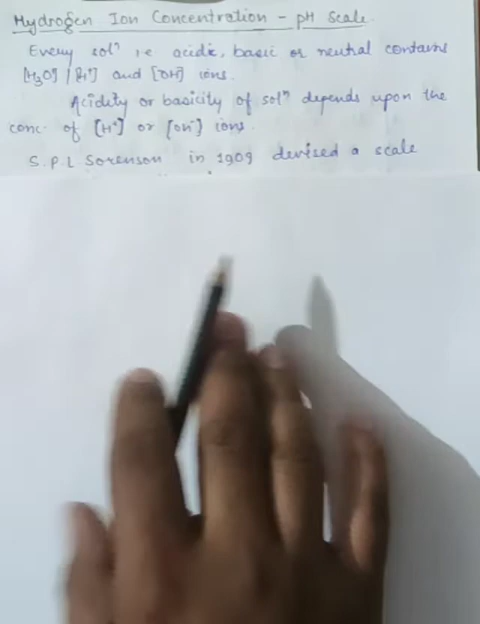 Hydrogen Ion Concentration - pH Scale.
Every solⁿ i.e acidic, basic or neutral contains
[H₃O⁺] / [H⁺] and [OH⁻] ions.
Acidity or basicity of solⁿ depends upon the
conc. of [H⁺] or [OH⁻] ions.
S.P.L Sorenson in 1909 devised a scale